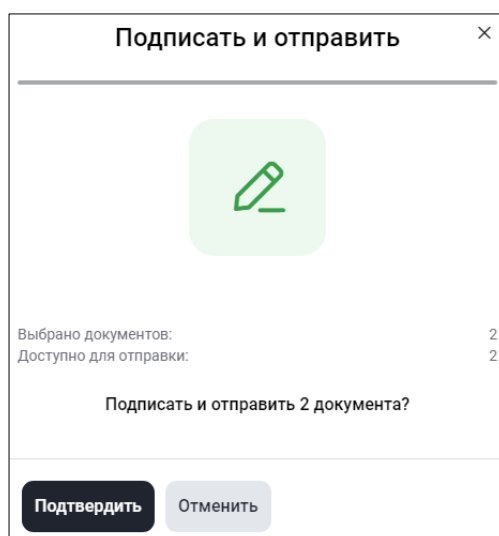 Подписать и отправить
Выбрано документов: 2
Доступно для отправки: 2
Подписать и отправить 2 документа?
Подтвердить Отменить